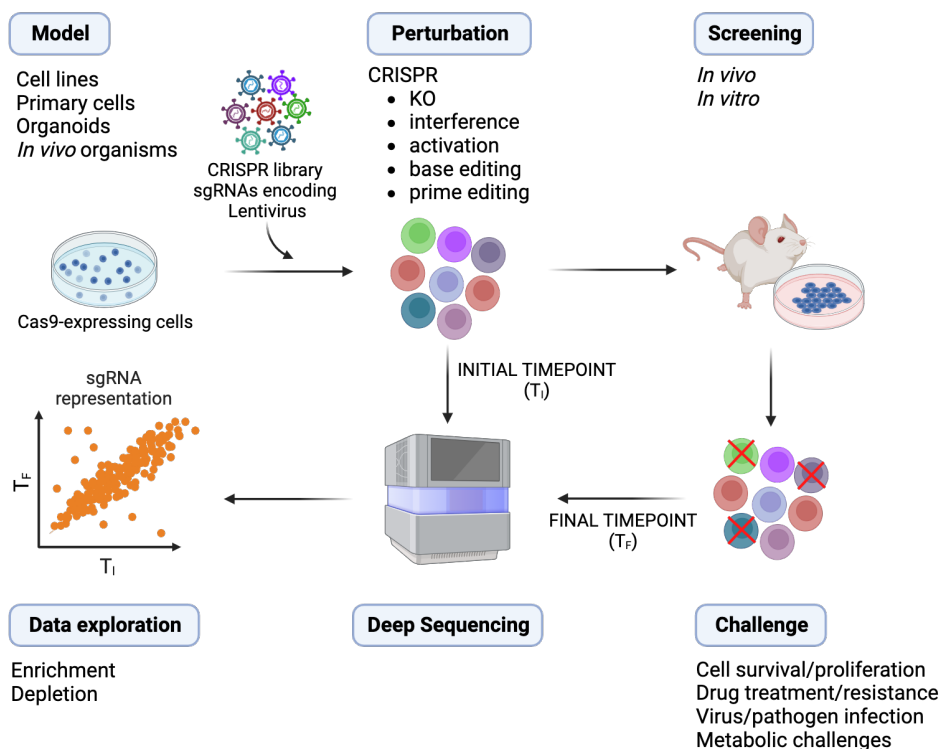 Model
Cell lines
Primary cells
Organoids
In vivo organisms
CRISPR library
sgRNAs encoding
Lentivirus
Cas9-expressing cells
Perturbation
CRISPR
• KO
• interference
• activation
• base editing
• prime editing
Screening
In vivo
In vitro
INITIAL TIMEPOINT
(TI)
sgRNA
representation
TF
TI
FINAL TIMEPOINT
(TF)
Data exploration
Enrichment
Depletion
Deep Sequencing
Challenge
Cell survival/proliferation
Drug treatment/resistance
Virus/pathogen infection
Metabolic challenges